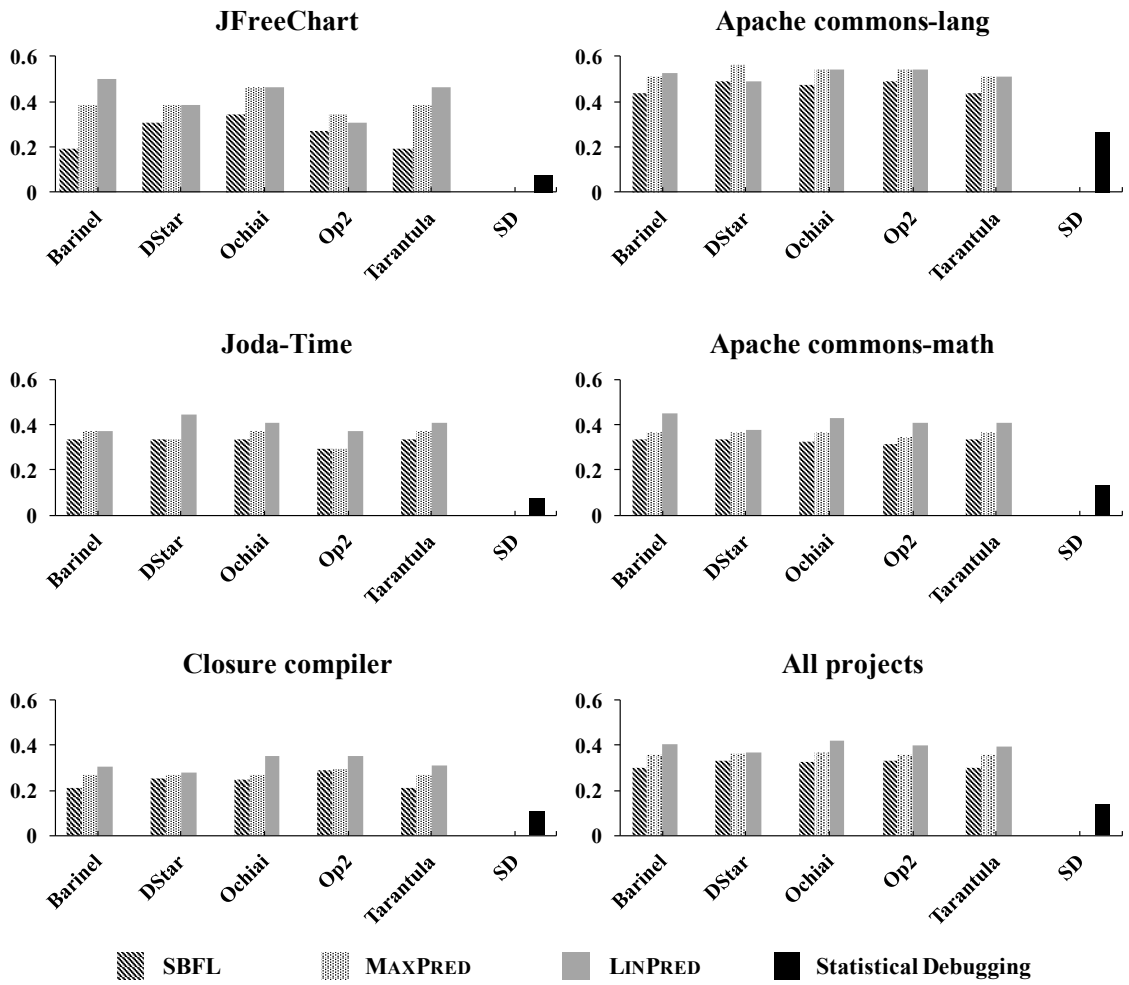 JFreeChart
0.6
0.4
0.2
0
Barinel
DStar
Ochiai
Op2
Tarantula
SD
Apache commons-lang
0.6
0.4
0.2
0
Barinel
DStar
Ochiai
Op2
Tarantula
SD
Joda-Time
0.6
0.4
0.2
0
Barinel
DStar
Ochiai
Op2
Tarantula
SD
Apache commons-math
0.6
0.4
0.2
0
Barinel
DStar
Ochiai
Op2
Tarantula
SD
Closure compiler
0.6
0.4
0.2
0
Barinel
DStar
Ochiai
Op2
Tarantula
SD
All projects
0.6
0.4
0.2
0
Barinel
DStar
Ochiai
Op2
Tarantula
SD
SBFL
MAXPRED
LINPRED
Statistical Debugging